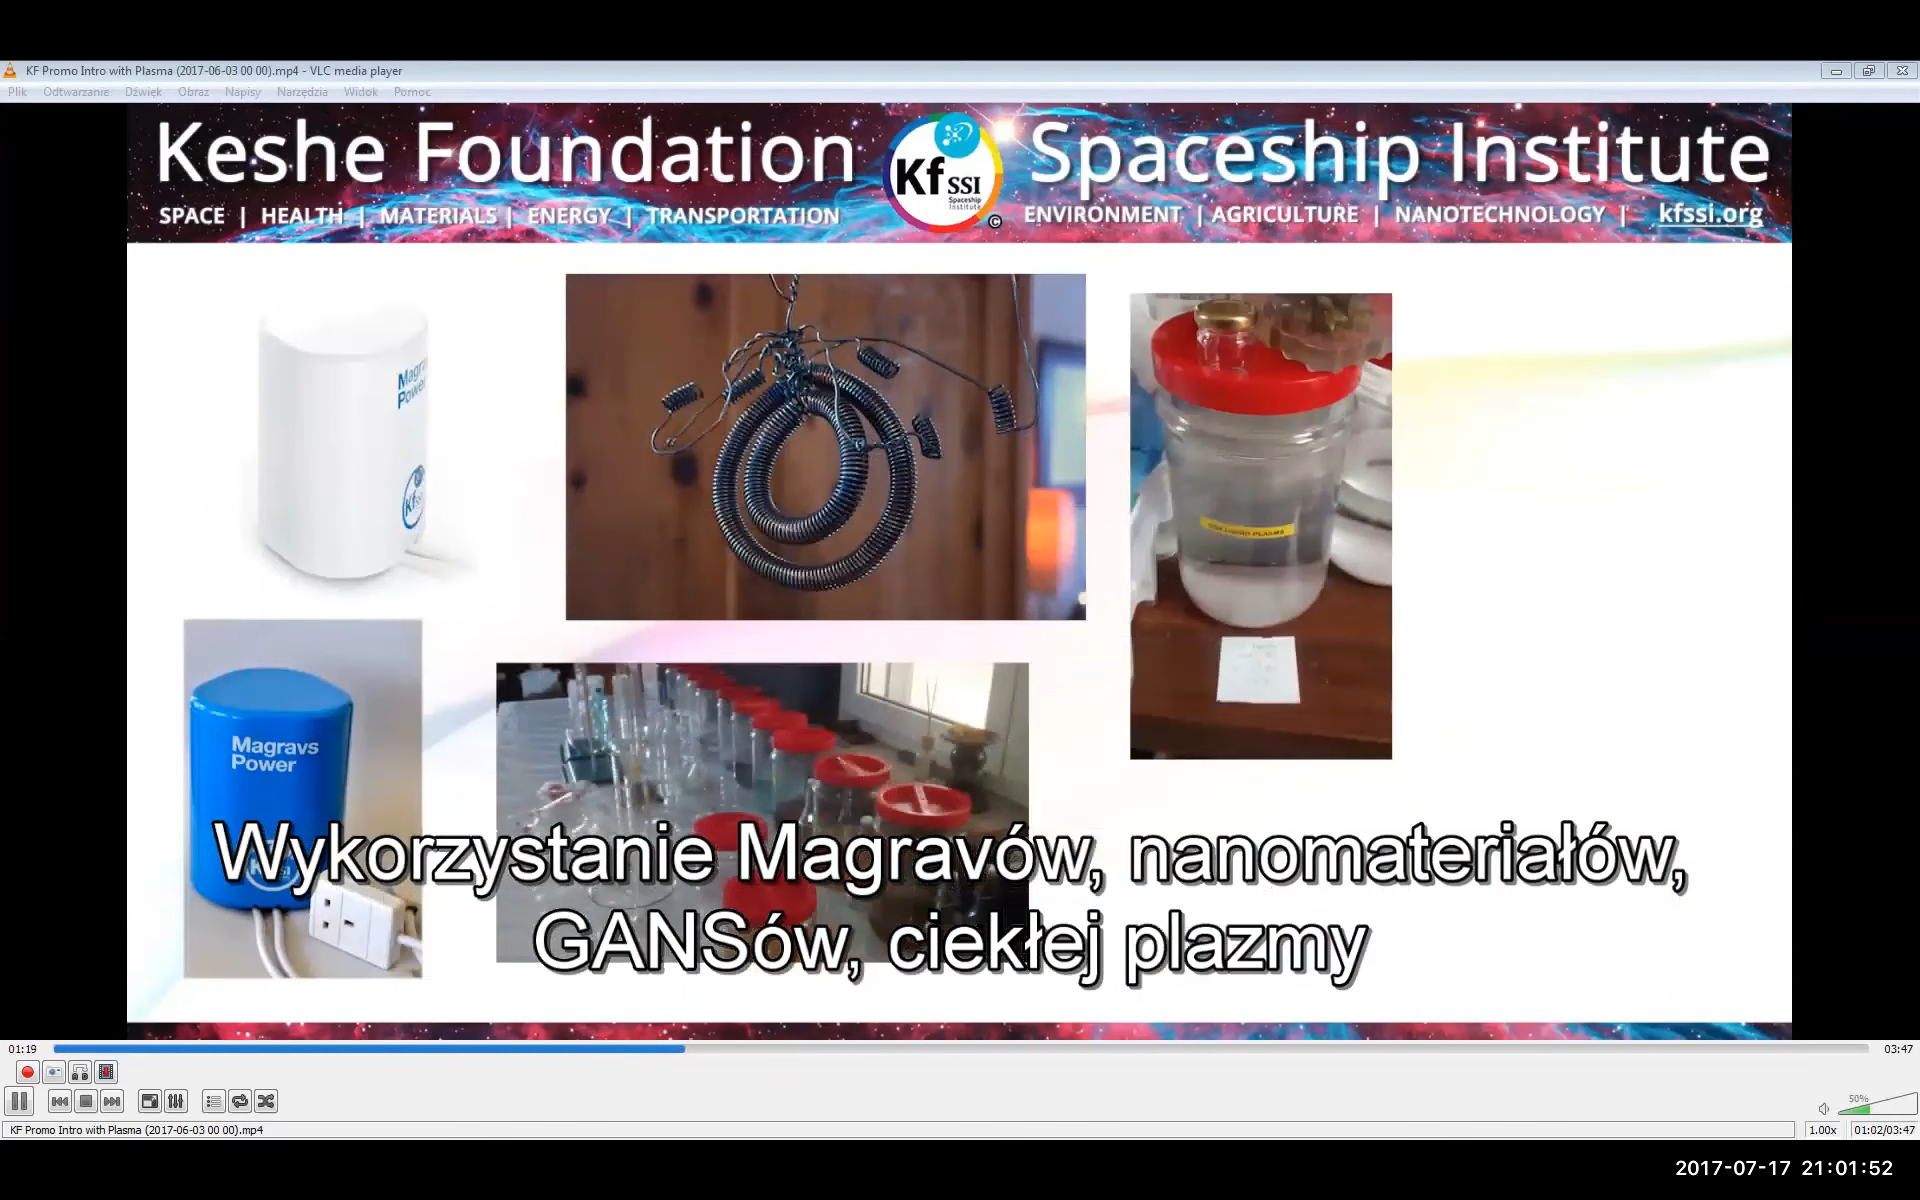 KF Promo Intro with Plasma (2017-06-03 00 00).mp4 - VLC media player
Plik Odtwarzanie Dźwięk Obraz Napisy Narzędzia Widok Pomoc
Keshe Foundation Kf SSI Spaceship Institute © Spaceship Institute
SPACE | HEALTH | MATERIALS | ENERGY | TRANSPORTATION
ENVIRONMENT | AGRICULTURE | NANOTECHNOLOGY | kfssi.org
Magravs
Power
Wykorzystanie Magravów, nanomateriałów,
GANSów, ciekłej plazmy
01:19 03:47
50%
KF Promo Intro with Plasma (2017-06-03 00 00).mp4 1.00x 01:02/03:47
2017-07-17 21:01:52